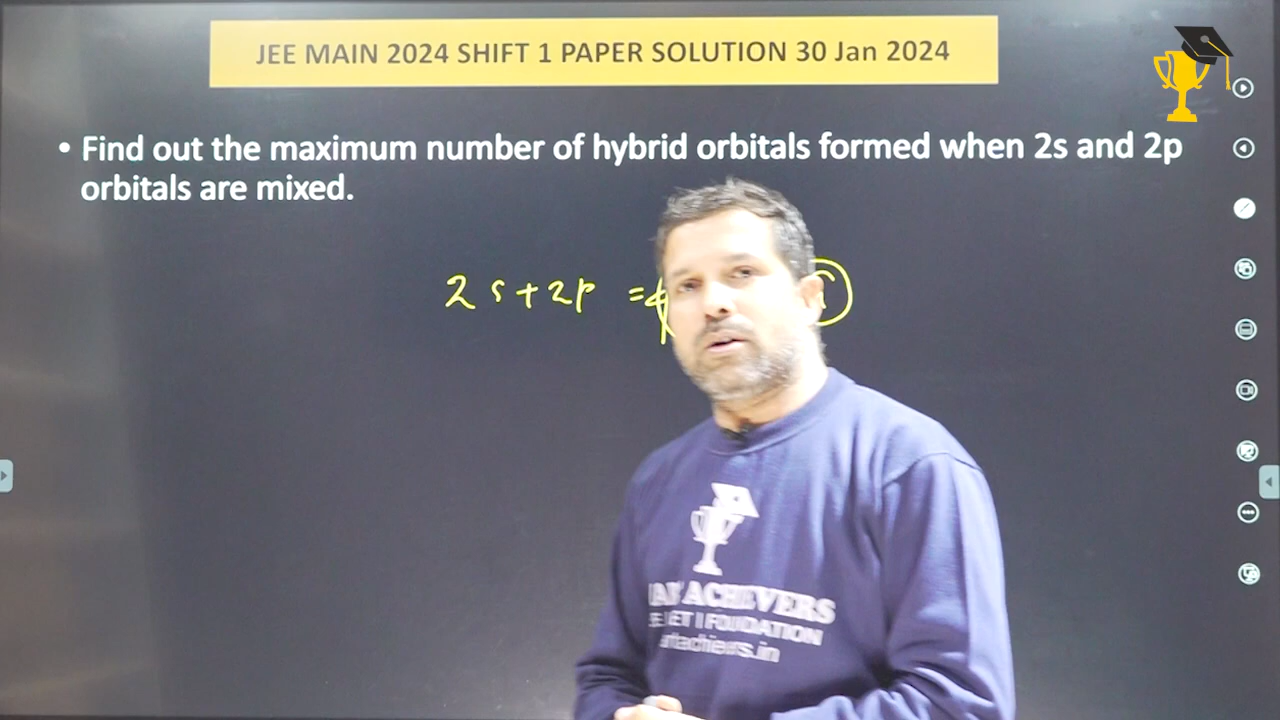 JEE MAIN 2024 SHIFT 1 PAPER SOLUTION 30 Jan 2024
• Find out the maximum number of hybrid orbitals formed when 2s and 2p
orbitals are mixed.
2s+2p =
ACHIEVERS
FOUNDATION